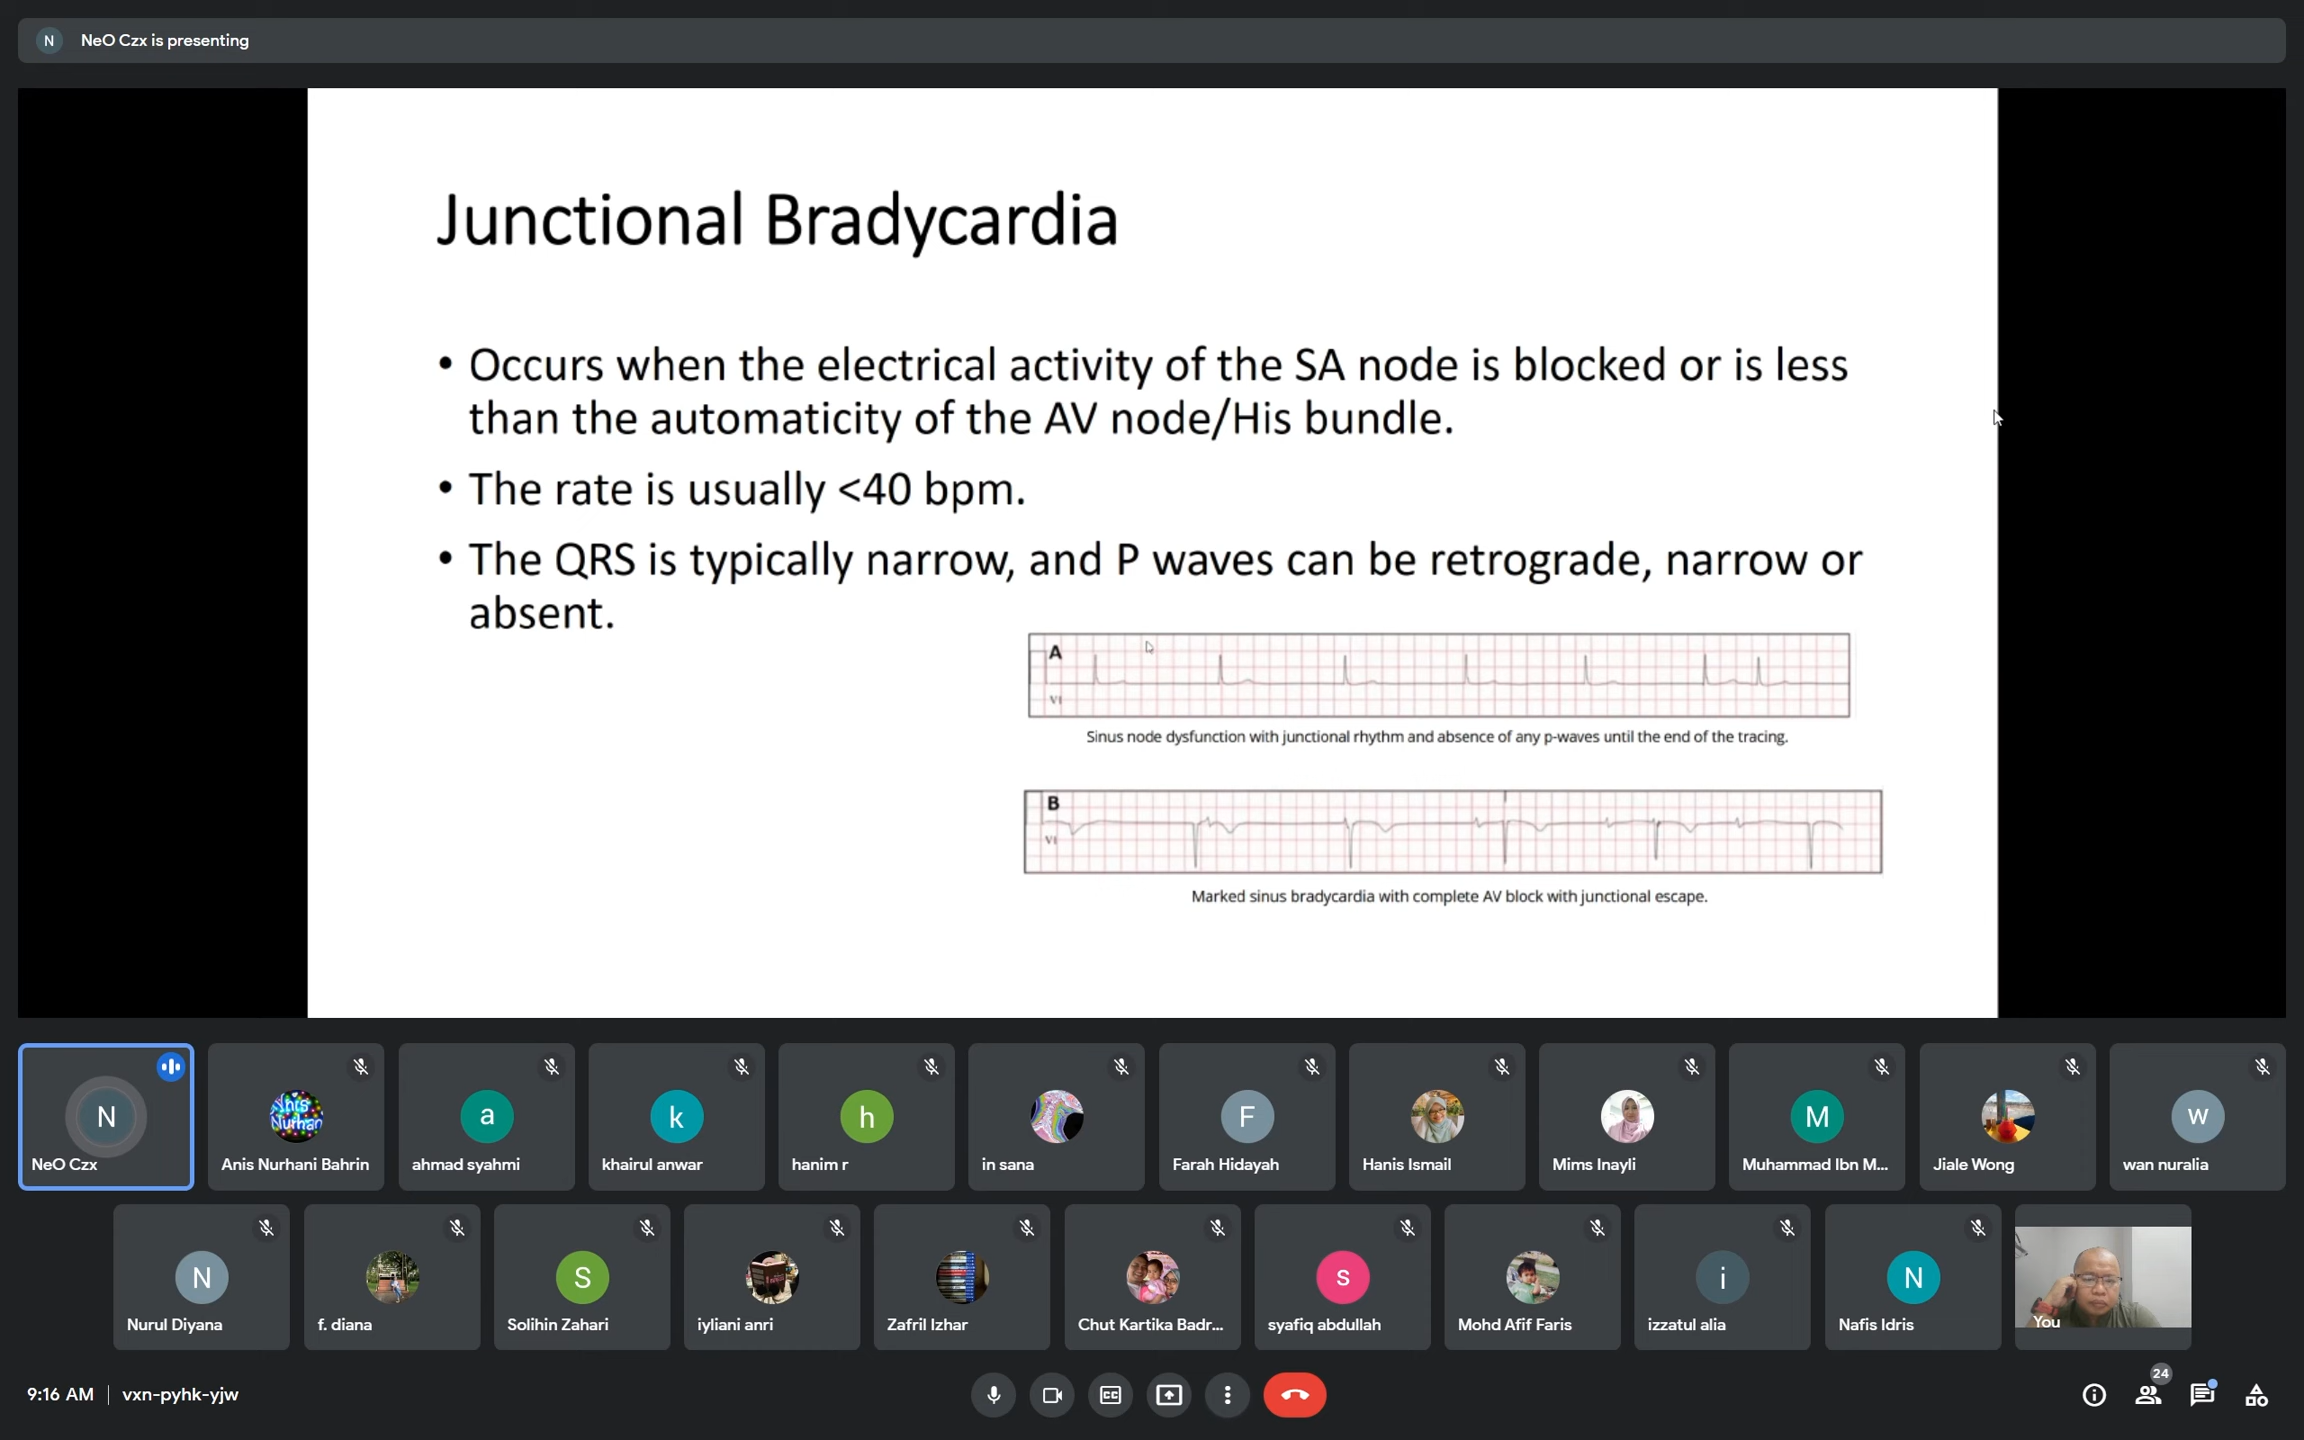 N NeO Czx is presenting
Junctional Bradycardia
• Occurs when the electrical activity of the SA node is blocked or is less
than the automaticity of the AV node/His bundle.
• The rate is usually <40 bpm.
• The QRS is typically narrow, and P waves can be retrograde, narrow or
absent.
A
V1
Sinus node dysfunction with junctional rhythm and absence of any p-waves until the end of the tracing.
B
V1
Marked sinus bradycardia with complete AV block with junctional escape.
N a k h F M W
NeO Czx Anis Nurhani Bahrin ahmad syahmi khairul anwar hanim r in sana Farah Hidayah Hanis Ismail Mims Inayli Muhammad Ibn M... Jiale Wong wan nuralia
N S s i N
Nurul Diyana f. diana Solihin Zahari iyliani anri Zafril Izhar Chut Kartika Badr... syafiq abdullah Mohd Afif Faris izzatul alia Nafis Idris You
9:16 AM | vxn-pyhk-yjw CC 24